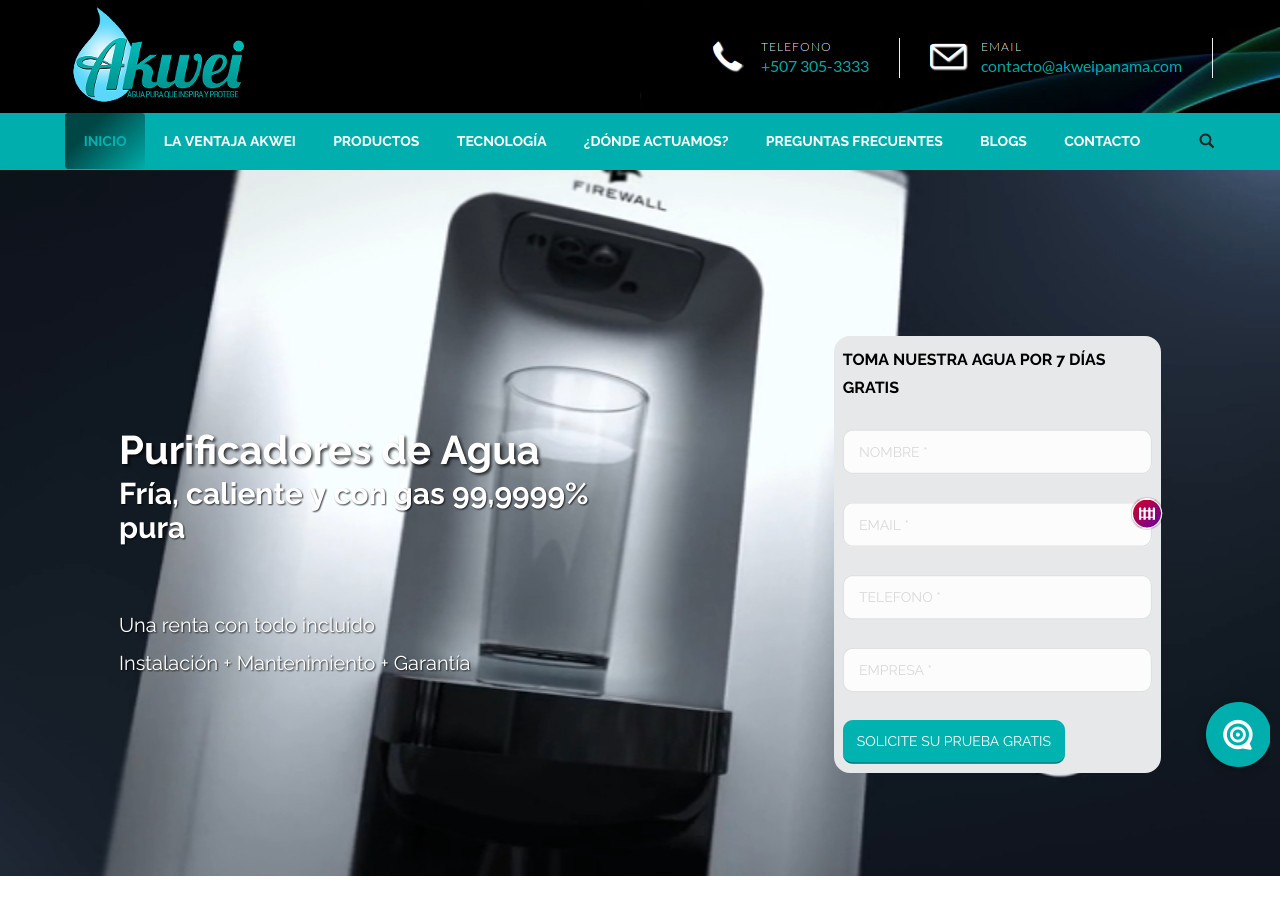 Akwei
AGUA PURA QUE INSPIRA Y PROTEGE
TELEFONO
+507 305-3333
EMAIL
contacto@akweipanama.com
INICIO
LA VENTAJA AKWEI
PRODUCTOS
TECNOLOGÍA
¿DÓNDE ACTUAMOS?
PREGUNTAS FRECUENTES
BLOGS
CONTACTO
FIREWALL
Purificadores de Agua
Fría, caliente y con gas 99,9999%
pura
Una renta con todo incluido
Instalación + Mantenimiento + Garantía
TOMA NUESTRA AGUA POR 7 DÍAS
GRATIS
NOMBRE *
EMAIL *
TELEFONO *
EMPRESA *
SOLICITE SU PRUEBA GRATIS